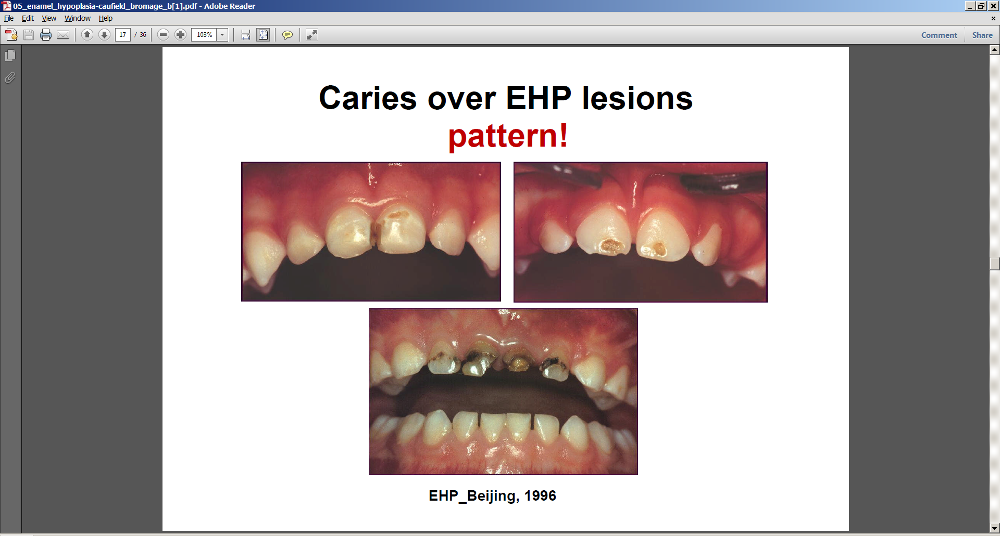 05_enamel_hypoplasia-caufield_bromage_b[1].pdf - Adobe Reader
File Edit View Window Help
17 / 36 103% Comment Share
Caries over EHP lesions
pattern!
EHP_Beijing, 1996